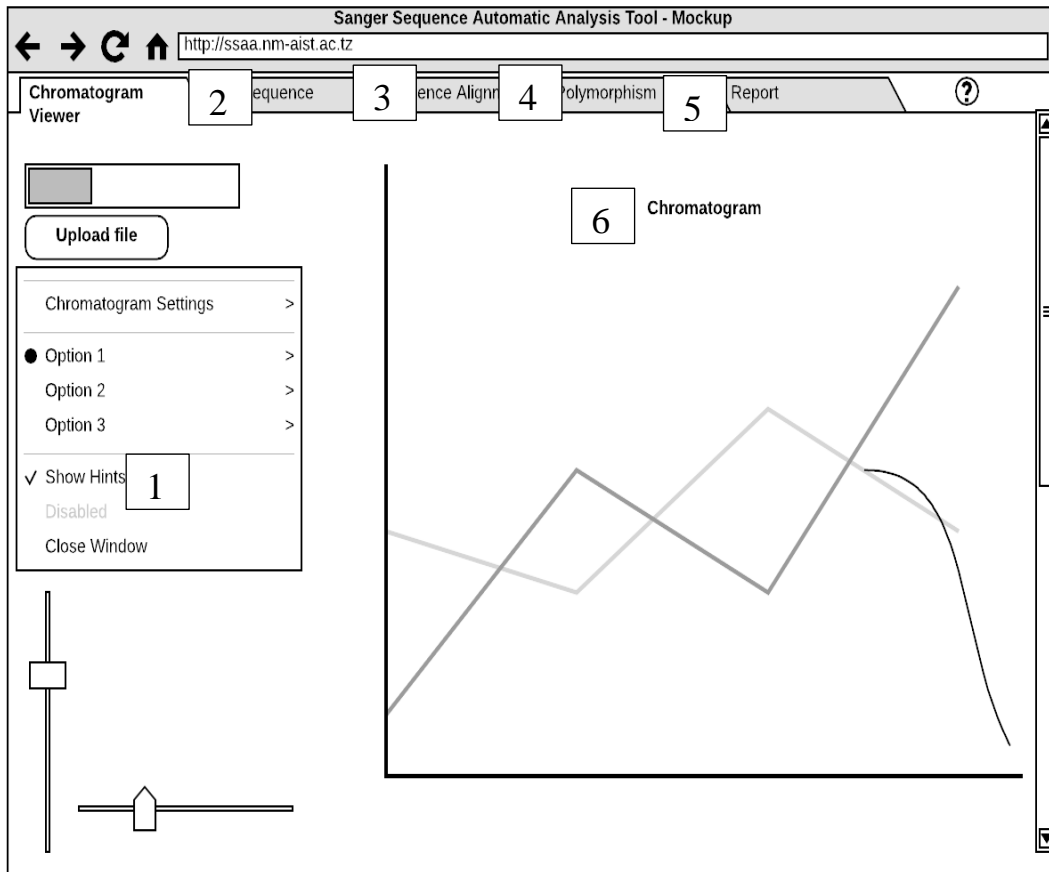 Sanger Sequence Automatic Analysis Tool - Mockup
http://ssaa.nm-aist.ac.tz
Chromatogram
Viewer
2
equence
3
ence Alignm
4
Polymorphism
5
Report
?
6
Chromatogram
Upload file
Chromatogram Settings >
Option 1 >
Option 2 >
Option 3 >
Show Hints
1
Disabled
Close Window